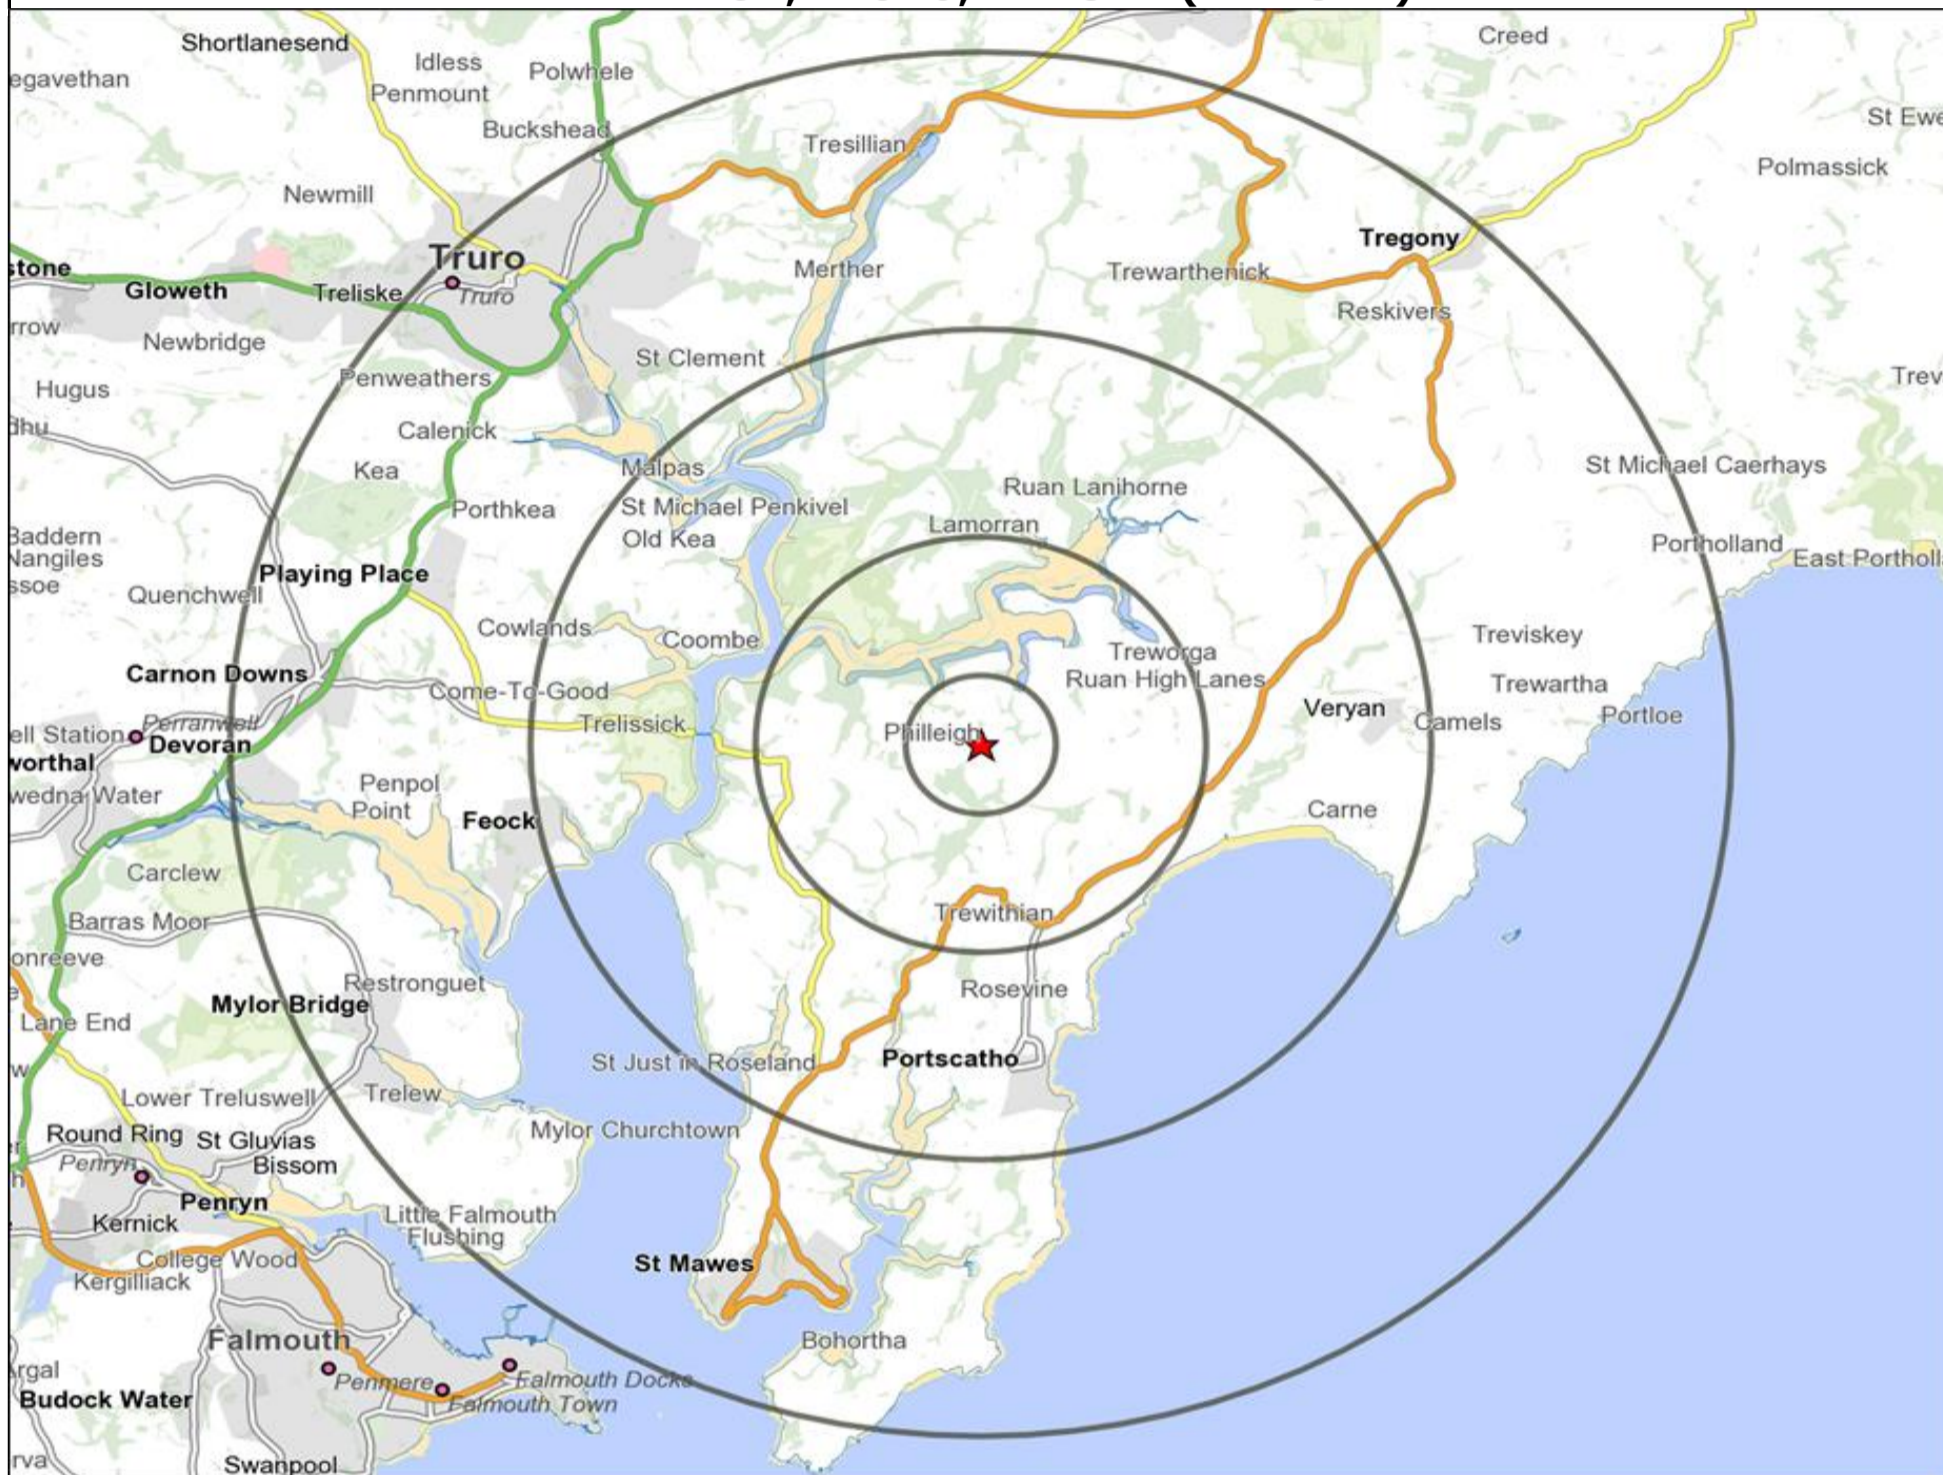 Shortlanesend
Creed
Idless
Polwhele
egavethan
Penmount
St Ewe
Buckshead
Tresillian
Polmassick
Newmill
Tregony
Truro
stone
Merther
Trewarthenick
Gloweth
Treliske
Truro
Reskivers
rrow
Newbridge
St Clement
Penweathers
Trev
Hugus
dhu
Calenick
Kea
Malpas
St Michael Caerhays
Ruan Lanihorne
Porthkea
St Michael Penkivel
Lamorran
Baddern
Old Kea
Portholland
Nangiles
East Portholl
Playing Place
ssoe
Quenchwell
Cowlands
Coombe
Treviskey
Treworga
Carnon Downs
Ruan High Lanes
Trewartha
Come-To-Good
Veryan
Portloe
Perranwell
Trelissick
Camels
ell Station
Philleigh
Devoran
worthal
Penpol
wedna Water
Point
Carne
Feock
Carclew
Trewithian
Barras Moor
onreeve
Restronguet
Rosevine
Mylor Bridge
Lane End
St Just in Roseland
Portscatho
Trelew
Lower Treluswell
Mylor Churchtown
Round Ring
St Gluvias
Penryn
Bissom
Penryn
Little Falmouth
Kernick
Flushing
College Wood
St Mawes
Kergilliack
Falmouth
Bohortha
rgal
Penmere
Falmouth Docks
Budock Water
Falmouth Town
rva
Swanpool